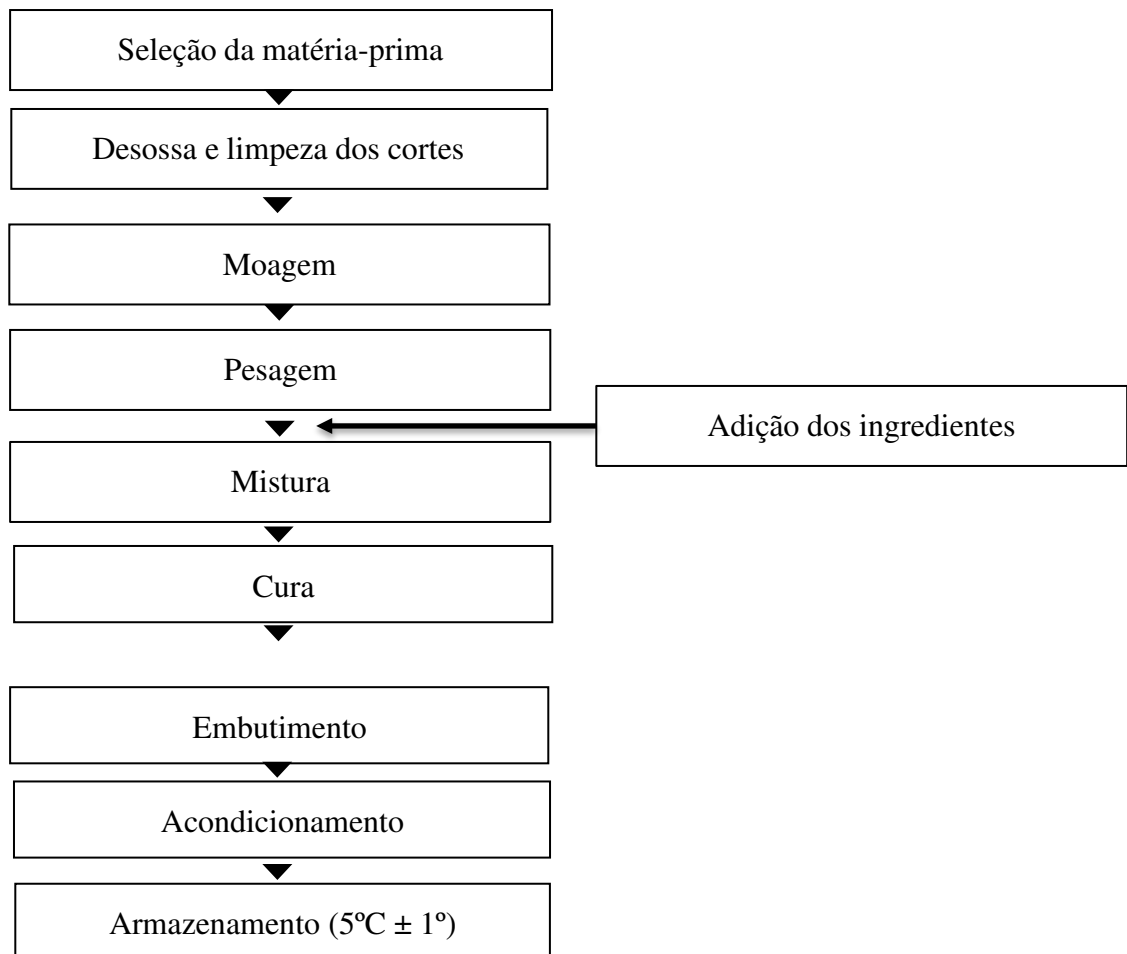 Seleção da matéria-prima
Desossa e limpeza dos cortes
Moagem
Pesagem
Adição dos ingredientes
Mistura
Cura
Embutimento
Acondicionamento
Armazenamento (5ºC ± 1º)